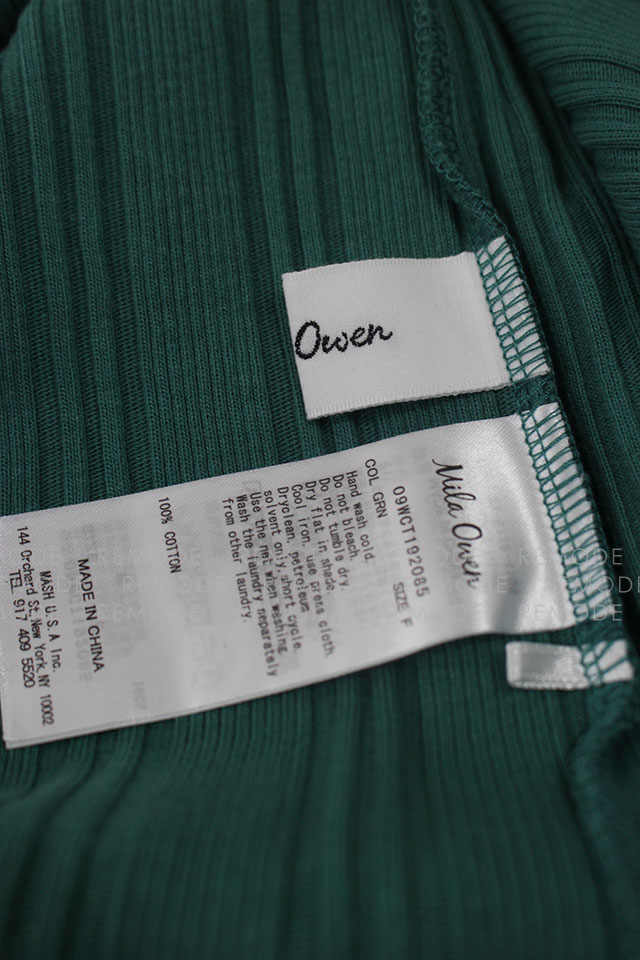 Owen
Mila Owen
09WCT192085
COL GRN SIZE F
Hand wash cold.
Do not bleach.
Do not tumble dry.
Dry flat in shade.
Cool iron, use press cloth.
Dryclean, petroleum
solvent only, short cycle.
Use the net when washing.
Wash the laundry separately
from other laundry.
100% COTTON
MADE IN CHINA
MASH U.S.A Inc.
144 Orchard St, New York, NY 10002
TEL 917 409 5520
REMODE
REMODE
REMODE